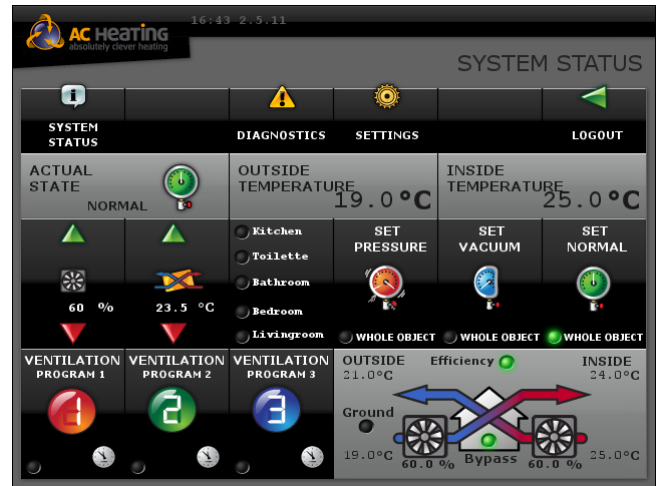 16:43 2.5.11
AC Heating
absolutely clever heating
SYSTEM STATUS
SYSTEM
STATUS
DIAGNOSTICS
SETTINGS
LOGOUT
ACTUAL
STATE
NORMAL
OUTSIDE
TEMPERATURE
19.0 °C
INSIDE
TEMPERATURE
25.0 °C
60 %
23.5 °C
Kitchen
Toilette
Bathroom
Bedroom
Livingroom
SET
PRESSURE
WHOLE OBJECT
SET
VACUUM
WHOLE OBJECT
SET
NORMAL
WHOLE OBJECT
VENTILATION
PROGRAM 1
1
VENTILATION
PROGRAM 2
2
VENTILATION
PROGRAM 3
3
OUTSIDE
21.0°C
Efficiency
INSIDE
24.0°C
Ground
19.0°C
60.0 %
Bypass
60.0 %
25.0°C